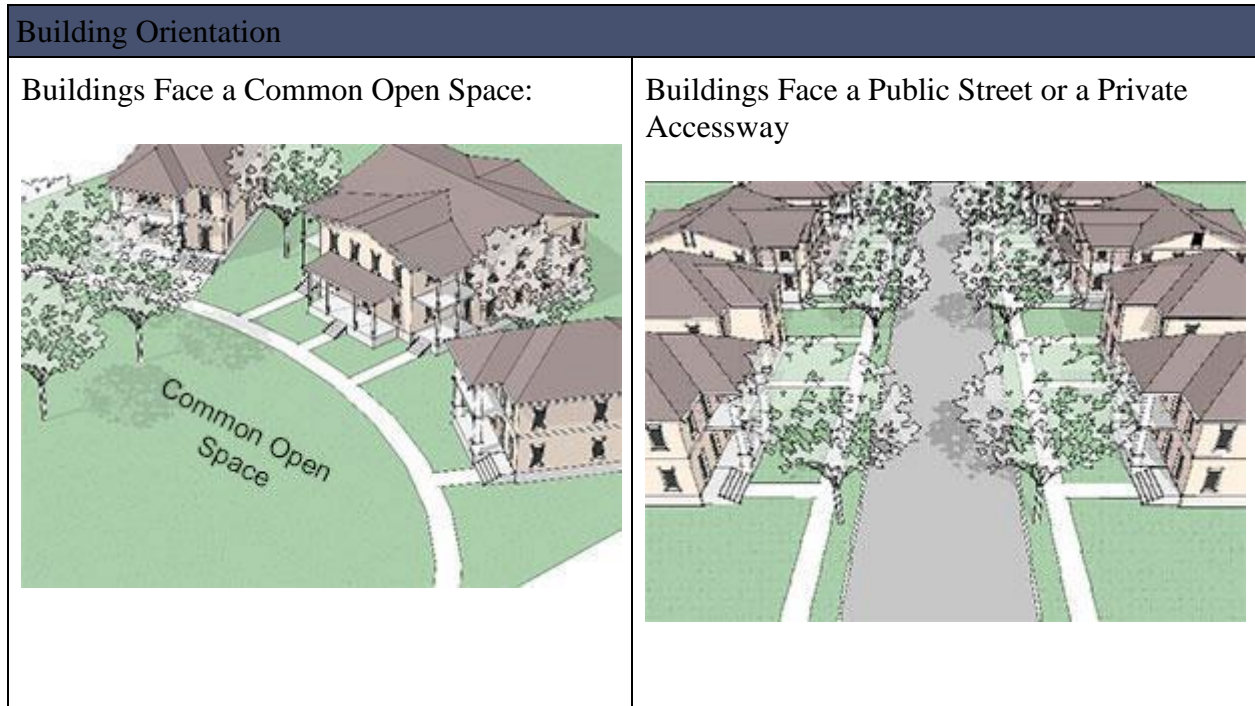 Building Orientation
Buildings Face a Common Open Space:
Buildings Face a Public Street or a Private
Accessway
Common Open
Space